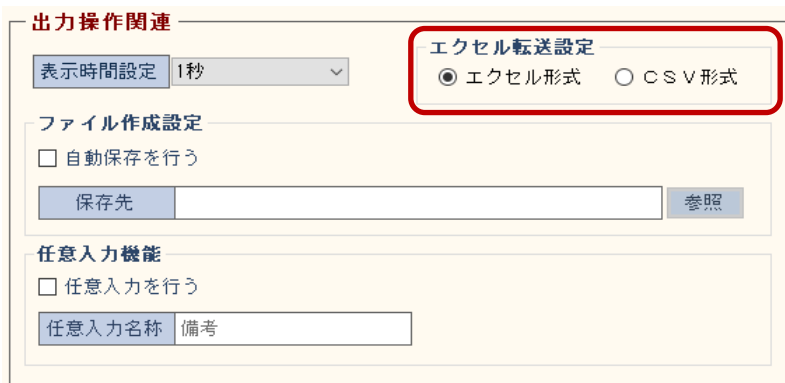 出力操作関連
表示時間設定 1秒
エクセル転送設定
エクセル形式 ＣＳＶ形式
ファイル作成設定
自動保存を行う
保存先 参照
任意入力機能
任意入力を行う
任意入力名称 備考